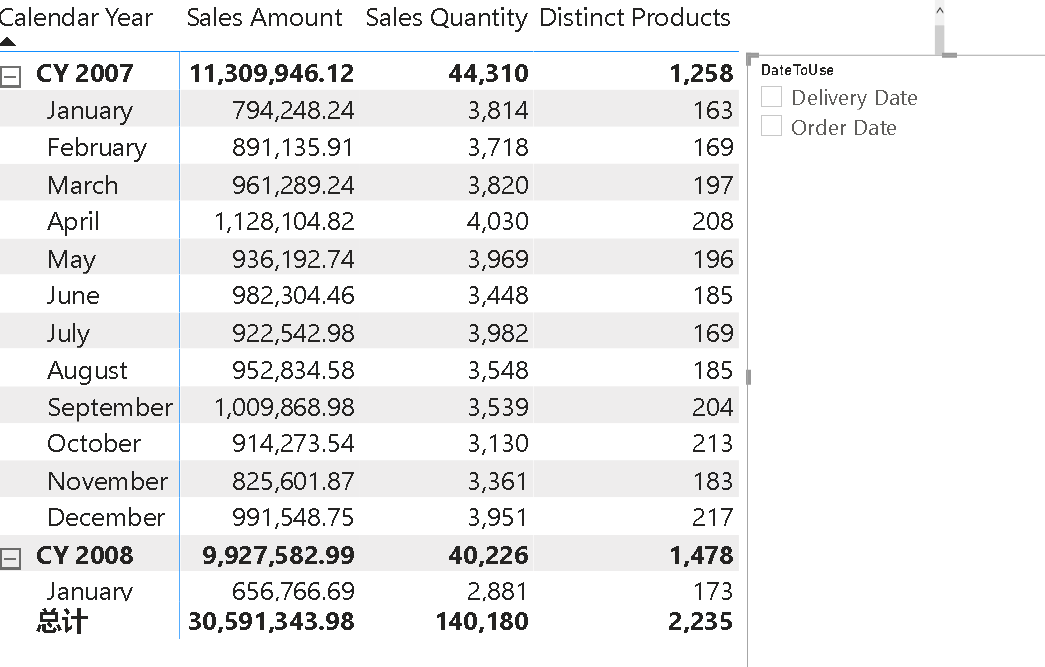 Calendar Year Sales Amount Sales Quantity Distinct Products
CY 2007 11,309,946.12 44,310 1,258
January 794,248.24 3,814 163
February 891,135.91 3,718 169
March 961,289.24 3,820 197
April 1,128,104.82 4,030 208
May 936,192.74 3,969 196
June 982,304.46 3,448 185
July 922,542.98 3,982 169
August 952,834.58 3,548 185
September 1,009,868.98 3,539 204
October 914,273.54 3,130 213
November 825,601.87 3,361 183
December 991,548.75 3,951 217
CY 2008 9,927,582.99 40,226 1,478
January 656,766.69 2,881 173
总计 30,591,343.98 140,180 2,235
DateToUse
Delivery Date
Order Date